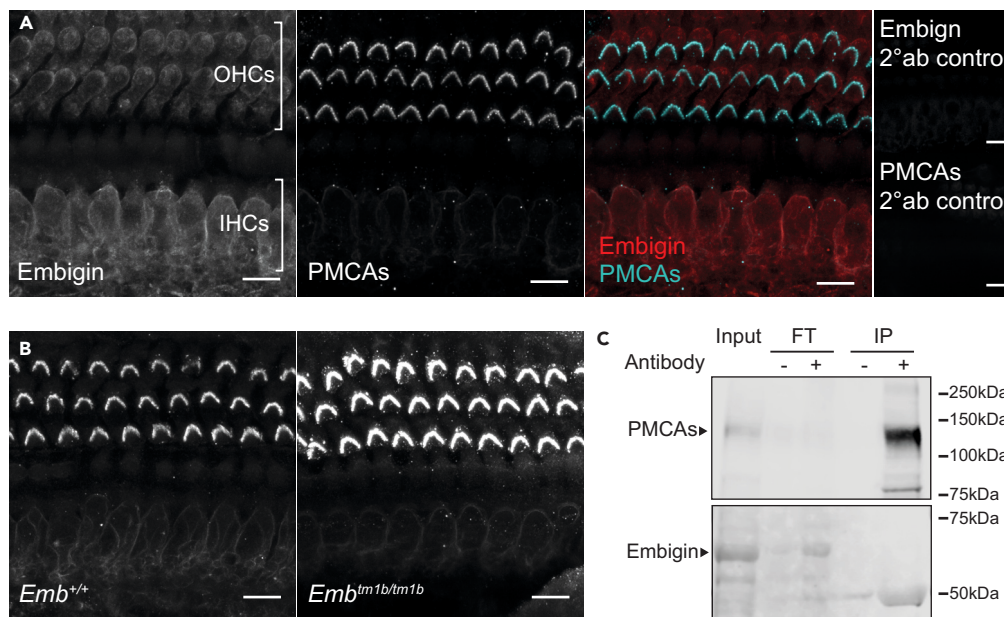 A
OHCs
IHCs
Embigin
PMCAs
Embigin
PMCAs
Embign
2°ab contro
PMCAs
2°ab contro
B
Emb+/+
Embtm1b/tm1b
C
Input FT IP
Antibody - + - +
PMCAs
–250kDa
–150kDa
–100kDa
–75kDa
Embigin
–75kDa
–50kDa